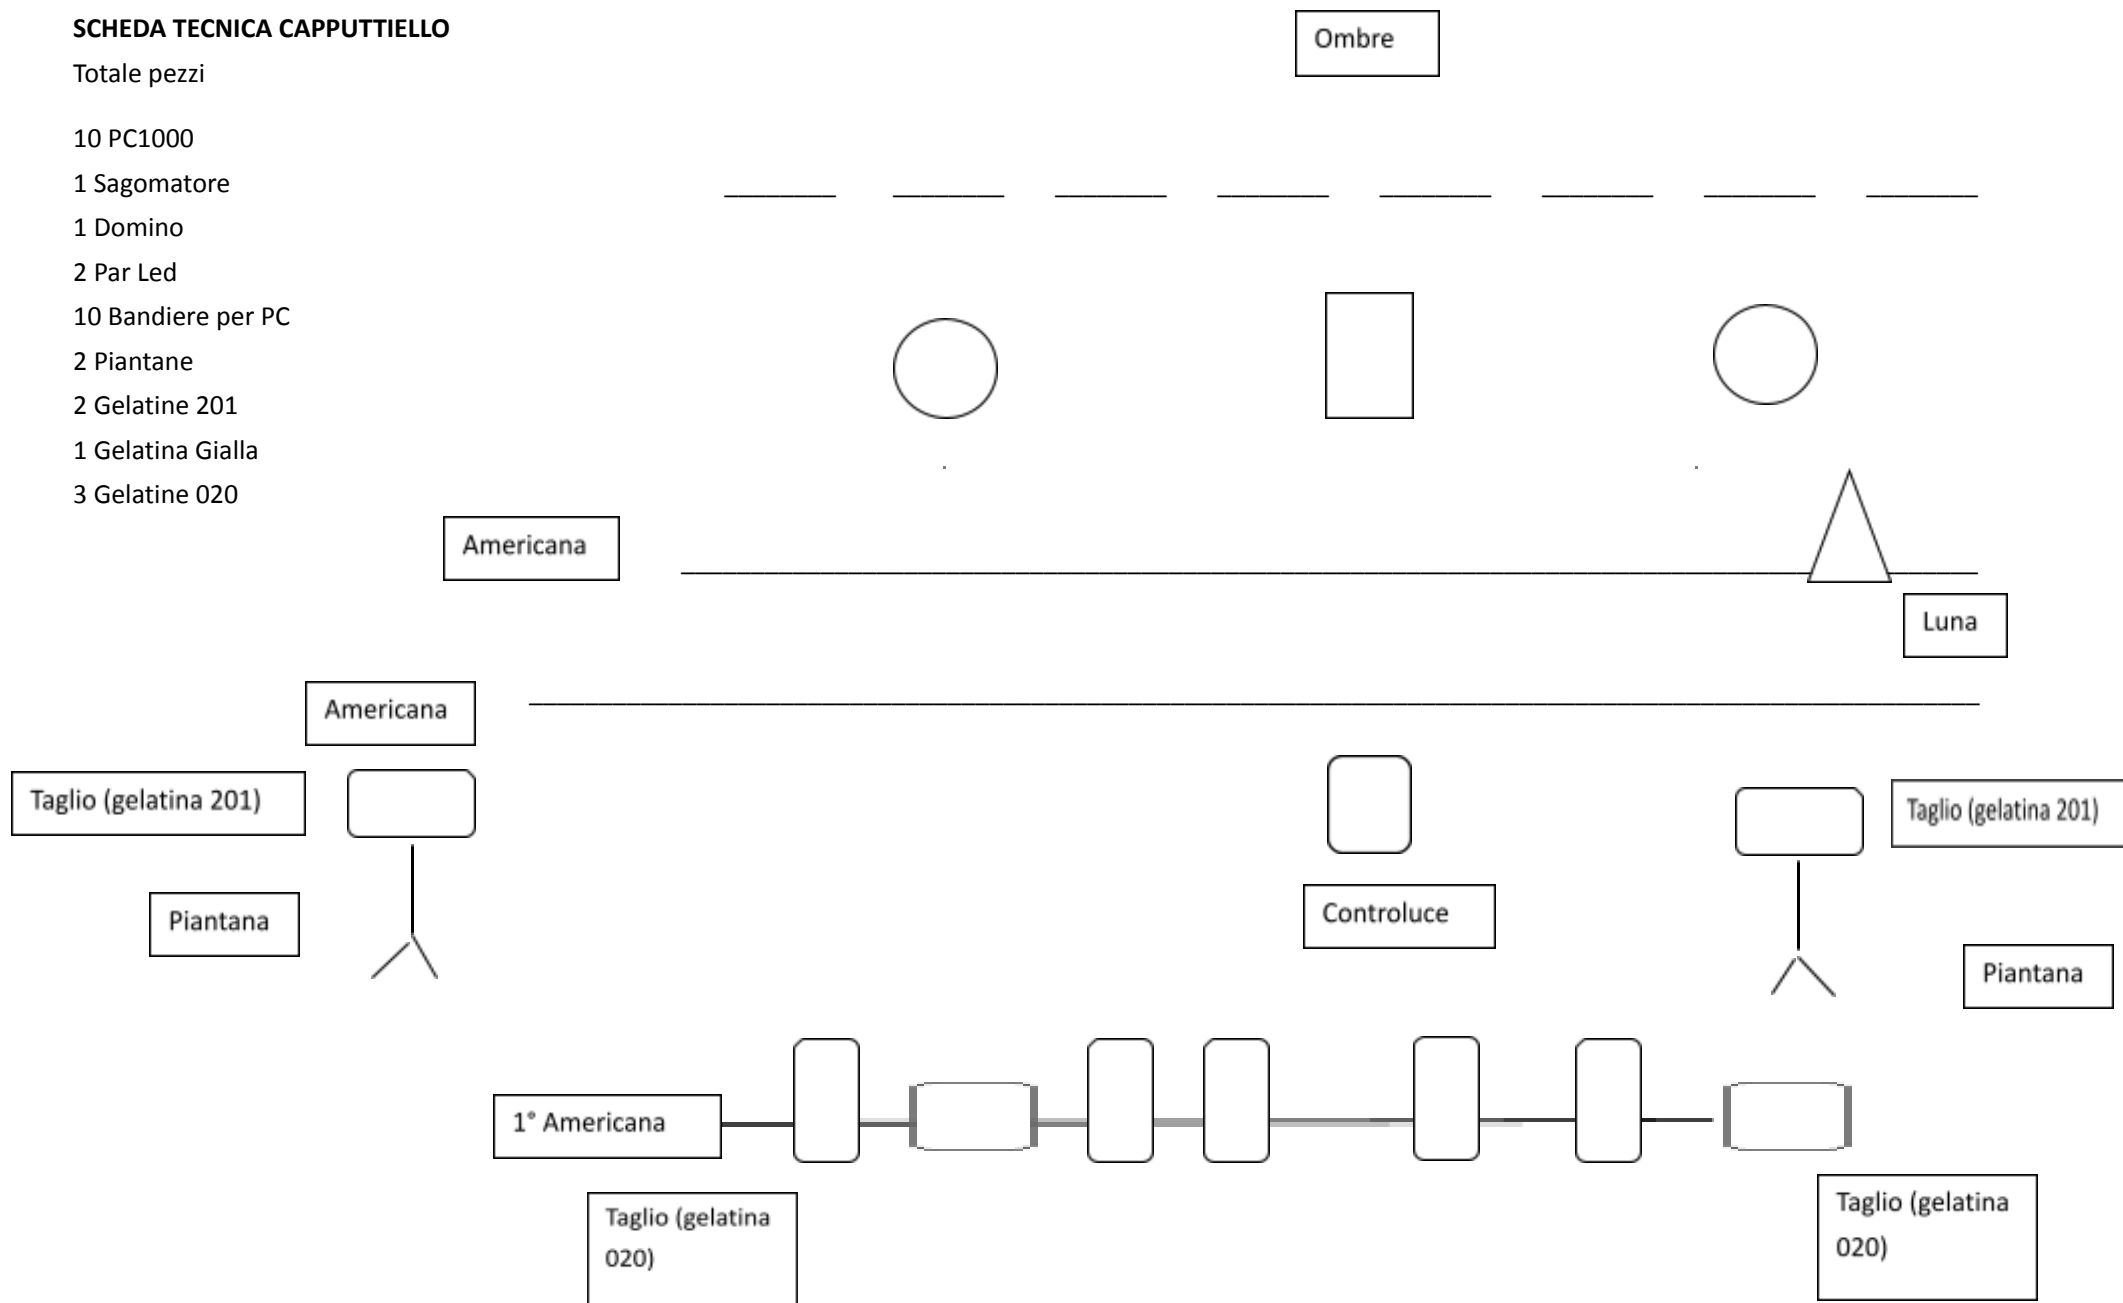 SCHEDA TECNICA CAPPUTTIELLO
Totale pezzi
10 PC1000
1 Sagomatore
1 Domino
2 Par Led
10 Bandiere per PC
2 Piantane
2 Gelatine 201
1 Gelatina Gialla
3 Gelatine 020
Ombre
Americana
Luna
Americana
Taglio (gelatina 201)
Taglio (gelatina 201)
Piantana
Controluce
Piantana
1° Americana
Taglio (gelatina
020)
Taglio (gelatina
020)